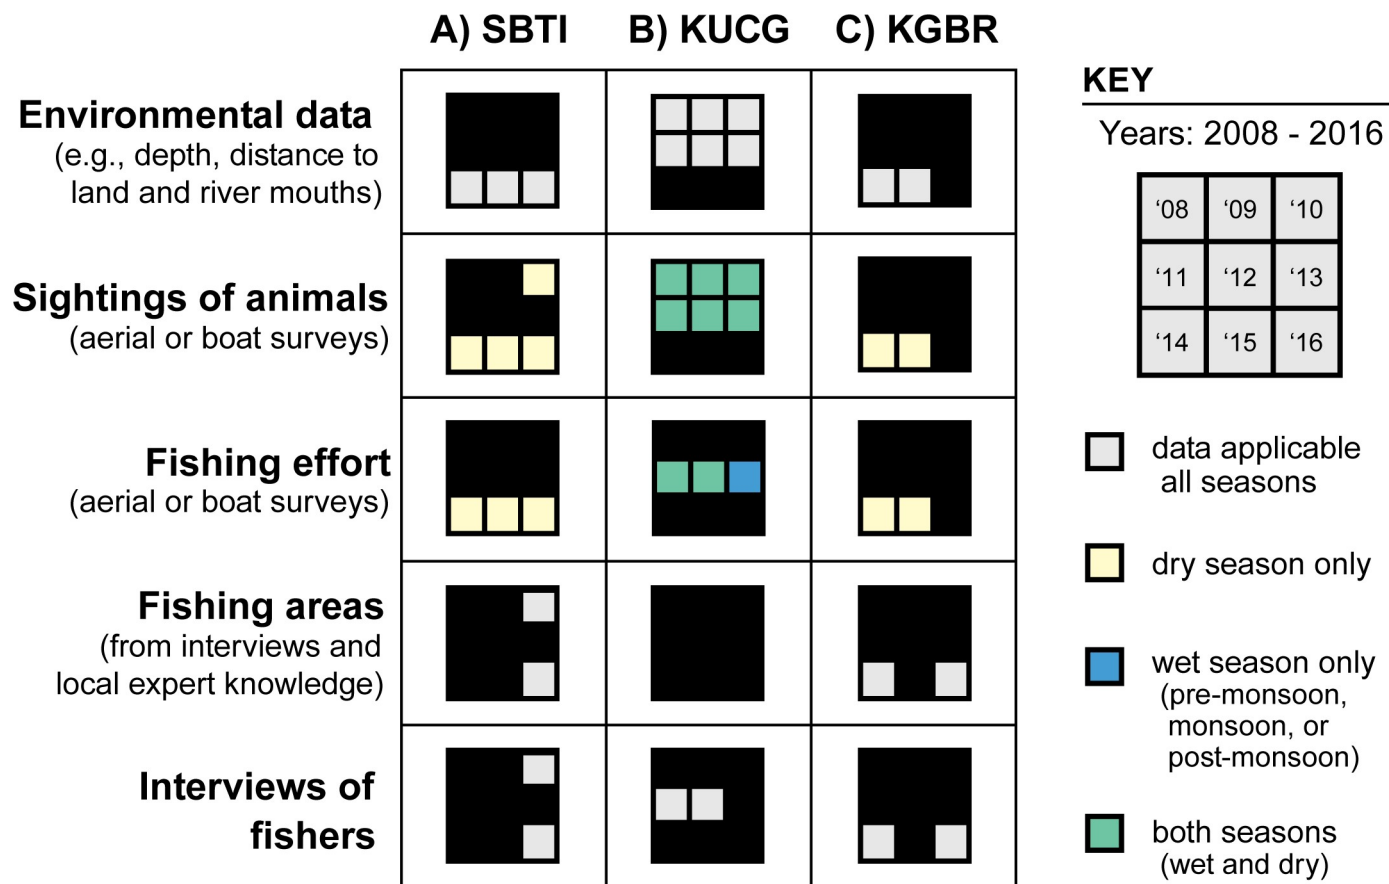 A) SBTI
B) KUCG
C) KGBR
Environmental data
(e.g., depth, distance to
land and river mouths)
Sightings of animals
(aerial or boat surveys)
Fishing effort
(aerial or boat surveys)
Fishing areas
(from interviews and
local expert knowledge)
Interviews of
fishers
KEY
Years: 2008 - 2016
‘08 ‘09 ‘10
‘11 ‘12 ‘13
‘14 ‘15 ‘16
data applicable
all seasons
dry season only
wet season only
(pre-monsoon,
monsoon, or
post-monsoon)
both seasons
(wet and dry)